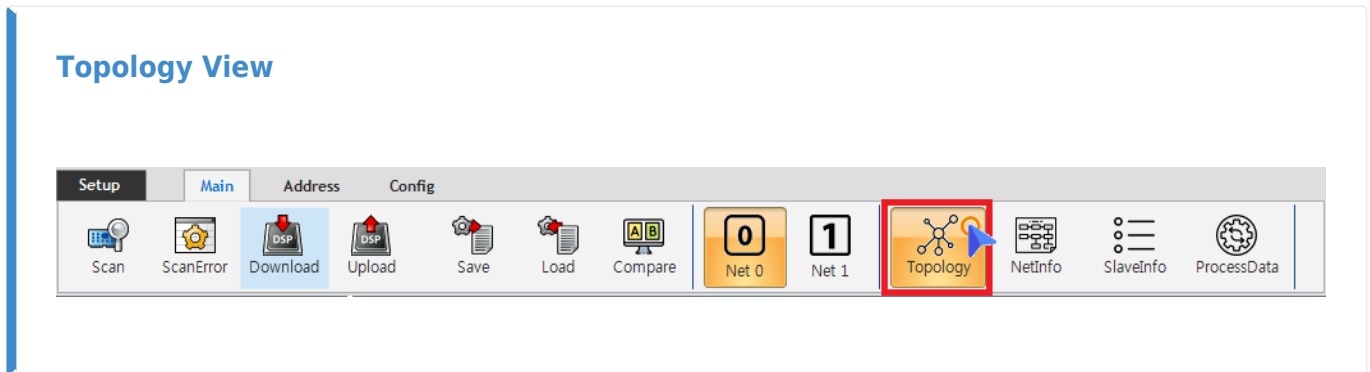 Topology View
Setup Main Address Config
DSP DSP A B 0 1
Scan ScanError Download Upload Save Load Compare Net 0 Net 1 Topology NetInfo SlaveInfo ProcessData